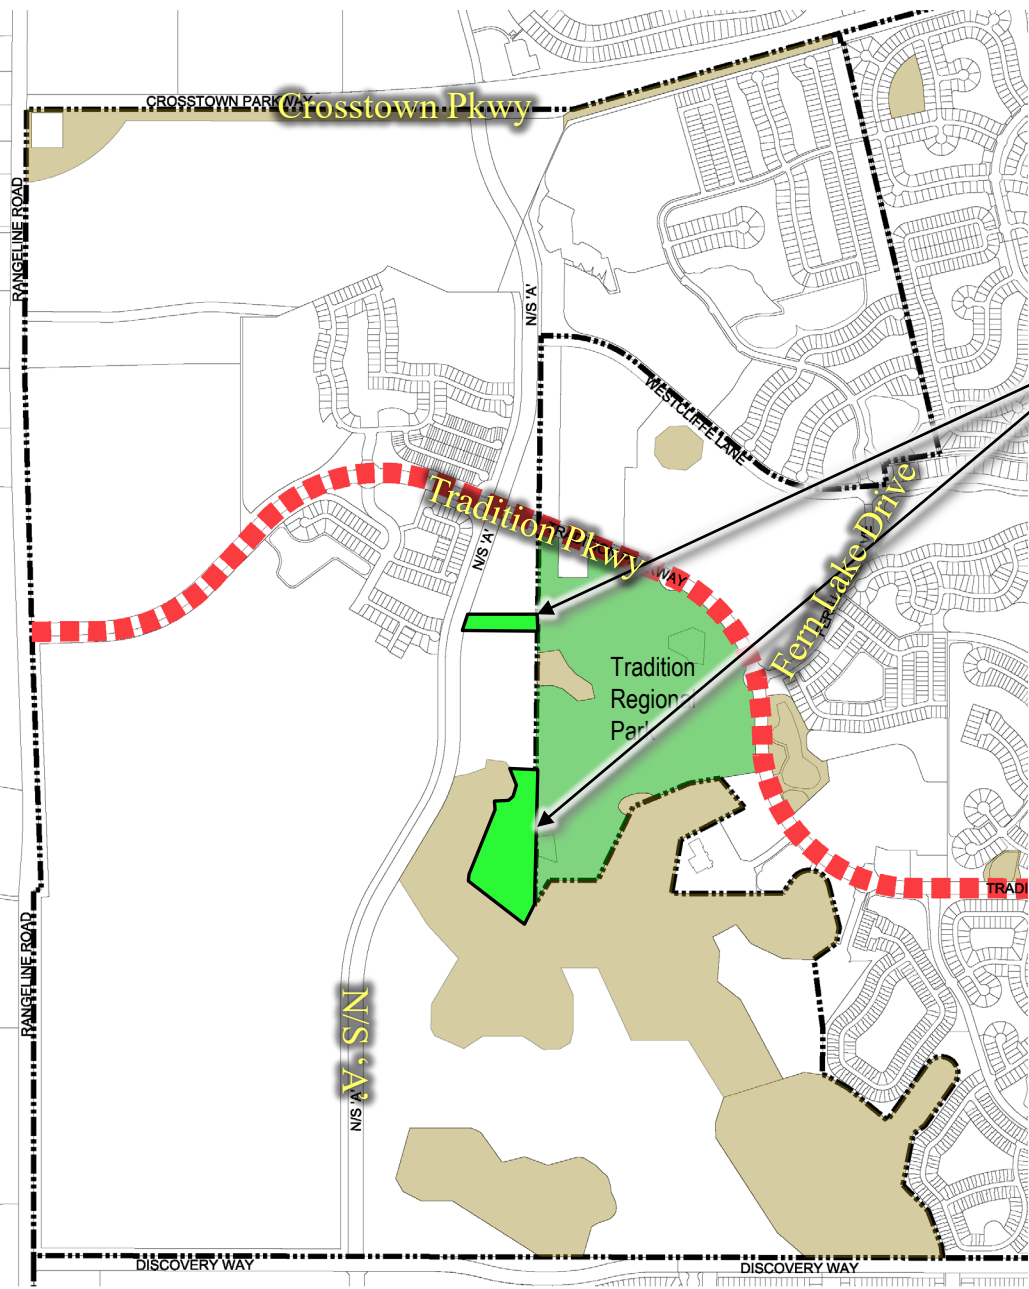 CROSSTOWN PARKWAY
Crosstown Pkwy
RANGELINE ROAD
N/S 'A'
WESTCLIFFE LANE
Tradition Pkwy
Fern Lake Drive
N/S 'A'
Tradition
Regional
Park
TRADI
RANGELINE ROAD
N/S ‘A’
N/S 'A'
DISCOVERY WAY
DISCOVERY WAY